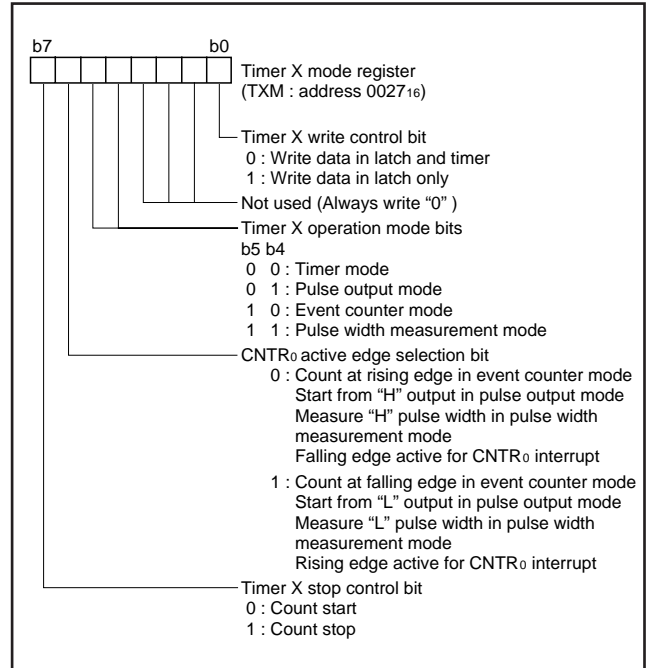 b7 b0
Timer X mode register
(TXM : address 0027₁₆)
Timer X write control bit
0 : Write data in latch and timer
1 : Write data in latch only
Not used (Always write “0” )
Timer X operation mode bits
b5 b4
0 0 : Timer mode
0 1 : Pulse output mode
1 0 : Event counter mode
1 1 : Pulse width measurement mode
CNTR₀ active edge selection bit
0 : Count at rising edge in event counter mode
Start from “H” output in pulse output mode
Measure “H” pulse width in pulse width
measurement mode
Falling edge active for CNTR₀ interrupt
1 : Count at falling edge in event counter mode
Start from “L” output in pulse output mode
Measure “L” pulse width in pulse width
measurement mode
Rising edge active for CNTR₀ interrupt
Timer X stop control bit
0 : Count start
1 : Count stop